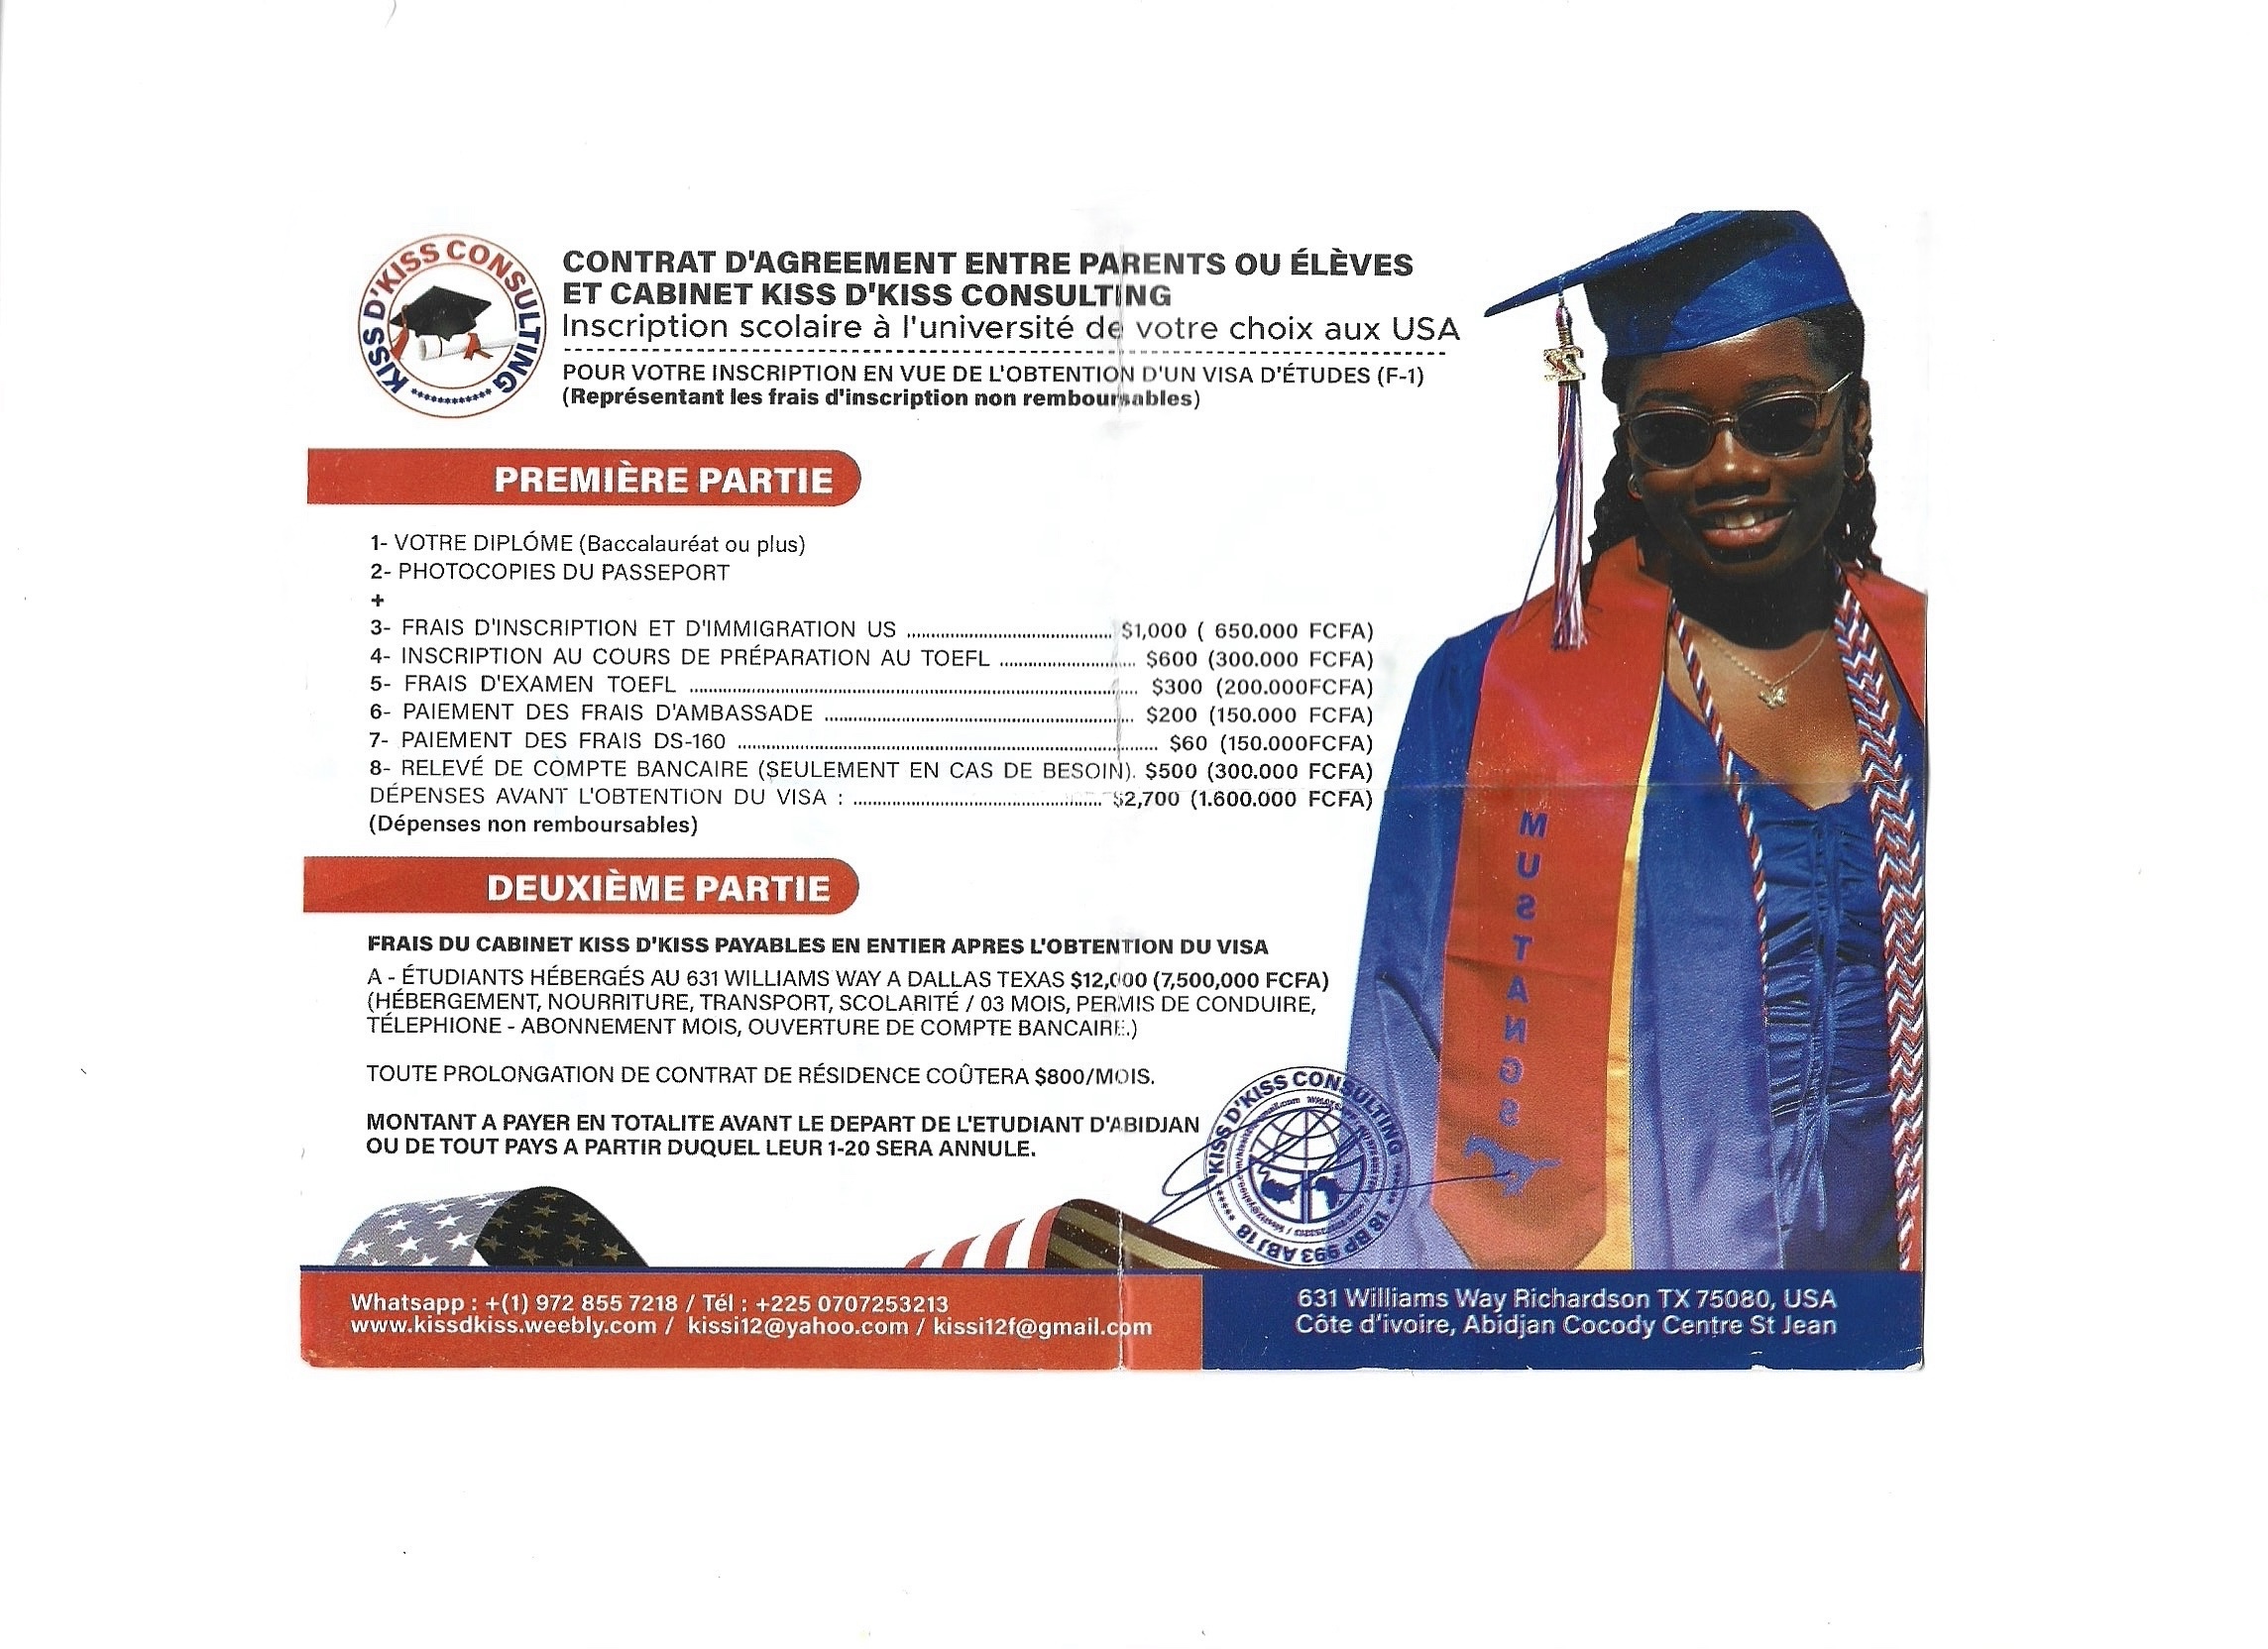 KISS D'KISS CONSULTING
CONTRAT D'AGREEMENT ENTRE PARENTS OU ÉLÈVES
ET CABINET KISS D'KISS CONSULTING
Inscription scolaire à l'université de votre choix aux USA
POUR VOTRE INSCRIPTION EN VUE DE L'OBTENTION D'UN VISA D'ÉTUDES (F-1)
(Représentant les frais d'inscription non remboursables)
PREMIÈRE PARTIE
1- VOTRE DIPLÓME (Baccalauréat ou plus)
2- PHOTOCOPIES DU PASSEPORT
+
3- FRAIS D'INSCRIPTION ET D'IMMIGRATION US ........ $1,000 ( 650.000 FCFA)
4- INSCRIPTION AU COURS DE PRÉPARATION AU TOEFL ........ $600 (300.000 FCFA)
5- FRAIS D'EXAMEN TOEFL ........ $300 (200.000FCFA)
6- PAIEMENT DES FRAIS D'AMBASSADE ........ $200 (150.000 FCFA)
7- PAIEMENT DES FRAIS DS-160 ........ $60 (150.000FCFA)
8- RELEVÉ DE COMPTE BANCAIRE (SEULEMENT EN CAS DE BESOIN). $500 (300.000 FCFA)
DÉPENSES AVANT L'OBTENTION DU VISA : ........ $2,700 (1.600.000 FCFA)
(Dépenses non remboursables)
DEUXIÈME PARTIE
FRAIS DU CABINET KISS D'KISS PAYABLES EN ENTIER APRES L'OBTENTION DU VISA
A - ÉTUDIANTS HÉBERGÉS AU 631 WILLIAMS WAY A DALLAS TEXAS $12,000 (7,500,000 FCFA)
(HÉBERGEMENT, NOURRITURE, TRANSPORT, SCOLARITÉ / 03 MOIS, PERMIS DE CONDUIRE,
TÉLEPHIONE - ABONNEMENT MOIS, OUVERTURE DE COMPTE BANCAIRE.)
TOUTE PROLONGATION DE CONTRAT DE RÉSIDENCE COÛTERA $800/MOIS.
MONTANT A PAYER EN TOTALITE AVANT LE DEPART DE L'ETUDIANT D'ABIDJAN
OU DE TOUT PAYS A PARTIR DUQUEL LEUR 1-20 SERA ANNULE.
MUSTANGS
KISS D'KISS CONSULTING
18 BP 993 ABJ 18
Whatsapp : +(1) 972 855 7218 / Tél : +225 0707253213
www.kissdkiss.weebly.com / kissi12@yahoo.com / kissi12f@gmail.com
631 Williams Way Richardson TX 75080, USA
Côte d'ivoire, Abidjan Cocody Centre St Jean